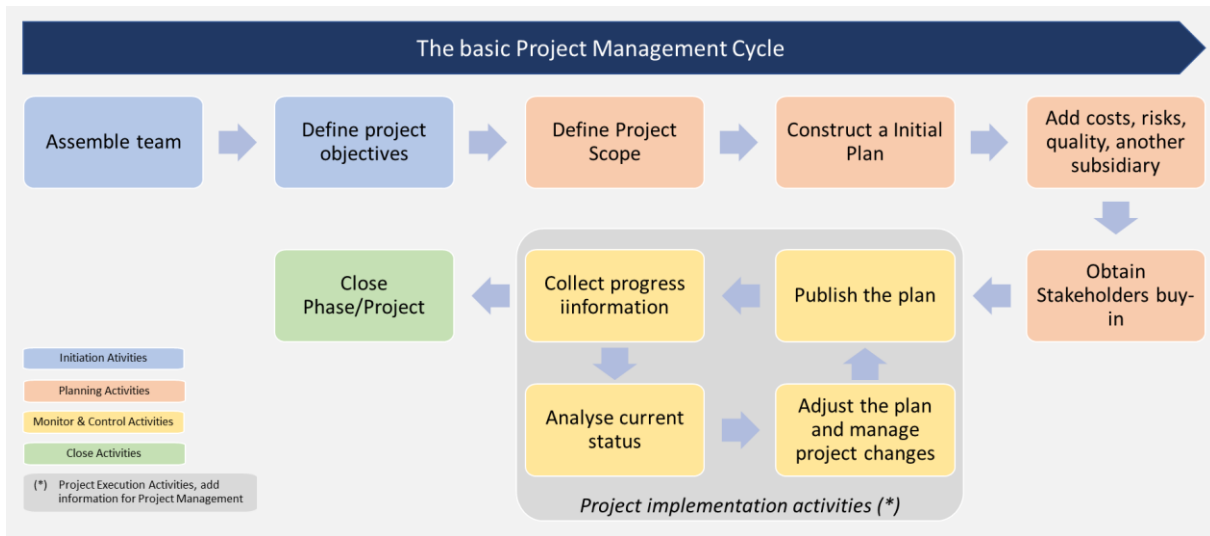 The basic Project Management Cycle
Assemble team
Define project
objectives
Define Project
Scope
Construct a Initial
Plan
Add costs, risks,
quality, another
subsidiary
Close
Phase/Project
Collect progress
iinformation
Publish the plan
Obtain
Stakeholders buy-
in
Initiation Ativities
Planning Activities
Monitor & Control Activities
Close Activities
(*) Project Execution Activities, add
information for Project Management
Analyse current
status
Adjust the plan
and manage
project changes
Project implementation activities (*)